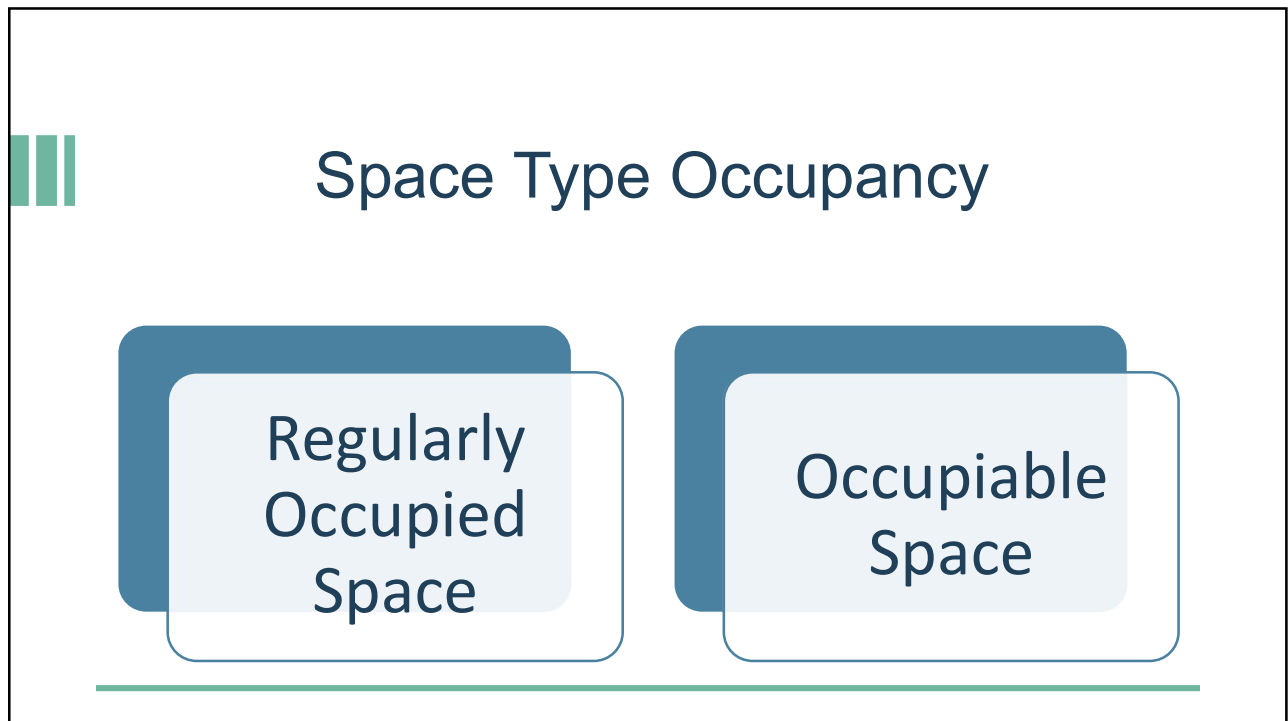 Space Type Occupancy
Regularly
Occupied
Space
Occupiable
Space